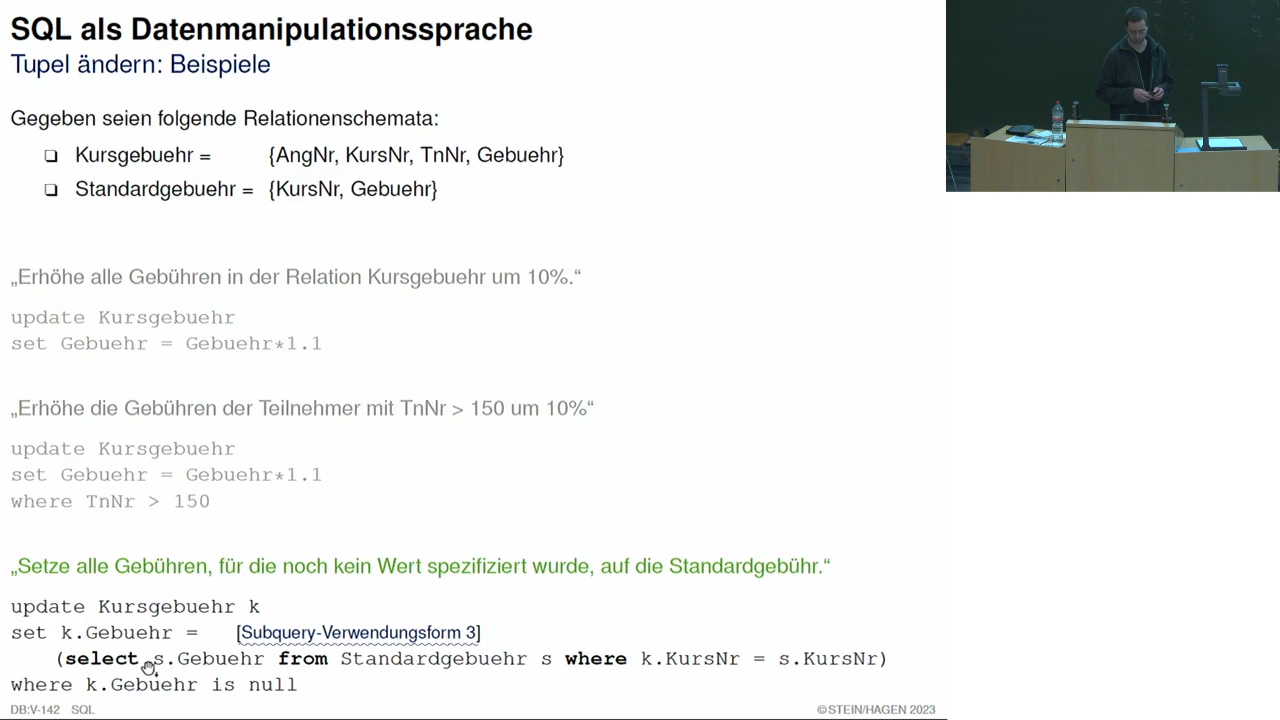 SQL als Datenmanipulationssprache
Tupel ändern: Beispiele
Gegeben seien folgende Relationenschemata:
❑ Kursgebuehr = {AngNr, KursNr, TnNr, Gebuehr}
❑ Standardgebuehr = {KursNr, Gebuehr}
„Erhöhe alle Gebühren in der Relation Kursgebuehr um 10%.“
update Kursgebuehr
set Gebuehr = Gebuehr*1.1
„Erhöhe die Gebühren der Teilnehmer mit TnNr > 150 um 10%“
update Kursgebuehr
set Gebuehr = Gebuehr*1.1
where TnNr > 150
„Setze alle Gebühren, für die noch kein Wert spezifiziert wurde, auf die Standardgebühr.“
update Kursgebuehr k
set k.Gebuehr = [Subquery-Verwendungsform 3]
(select s.Gebuehr from Standardgebuehr s where k.KursNr = s.KursNr)
where k.Gebuehr is null
DB:V-142 SQL ©STEIN/HAGEN 2023